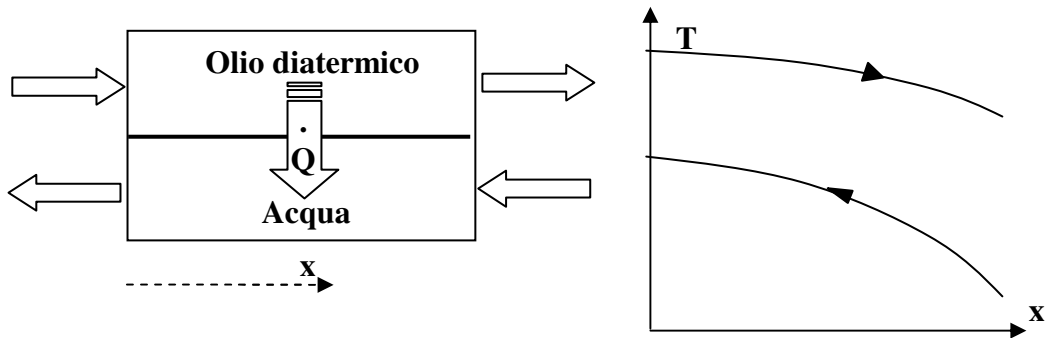 Olio diatermico
Q̇
Acqua
x
T
x